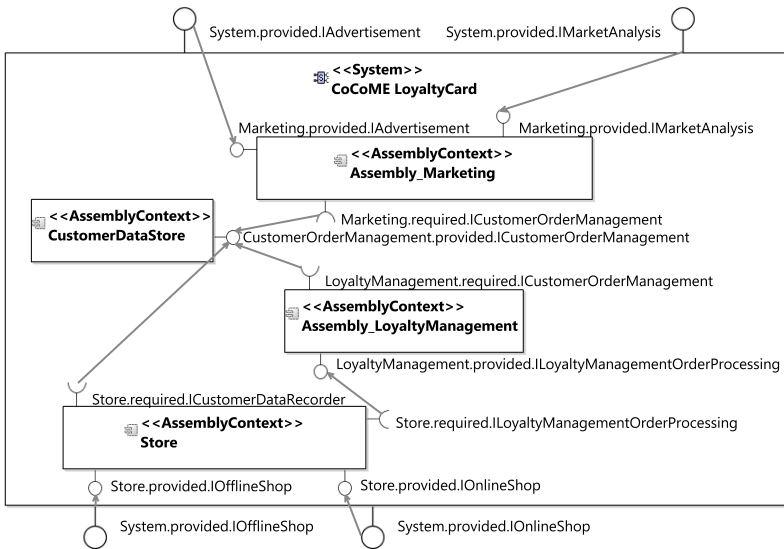 System.provided.IAdvertisement
System.provided.IMarketAnalysis
<<System>>
CoCoME LoyaltyCard
Marketing.provided.IAdvertisement
Marketing.provided.IMarketAnalysis
<<AssemblyContext>>
Assembly_Marketing
<<AssemblyContext>>
CustomerDataStore
Marketing.required.ICustomerOrderManagement
CustomerOrderManagement.provided.ICustomerOrderManagement
LoyaltyManagement.required.ICustomerOrderManagement
<<AssemblyContext>>
Assembly_LoyaltyManagement
LoyaltyManagement.provided.ILoyaltyManagementOrderProcessing
Store.required.ICustomerDataRecorder
Store.required.ILoyaltyManagementOrderProcessing
<<AssemblyContext>>
Store
Store.provided.IOfflineShop
Store.provided.IOnlineShop
System.provided.IOfflineShop
System.provided.IOnlineShop